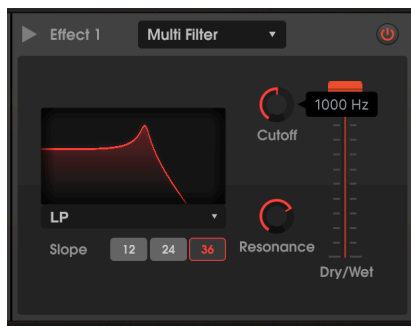 Effect 1
Multi Filter
1000 Hz
Cutoff
LP
Slope 12 24 36
Resonance
Dry/Wet